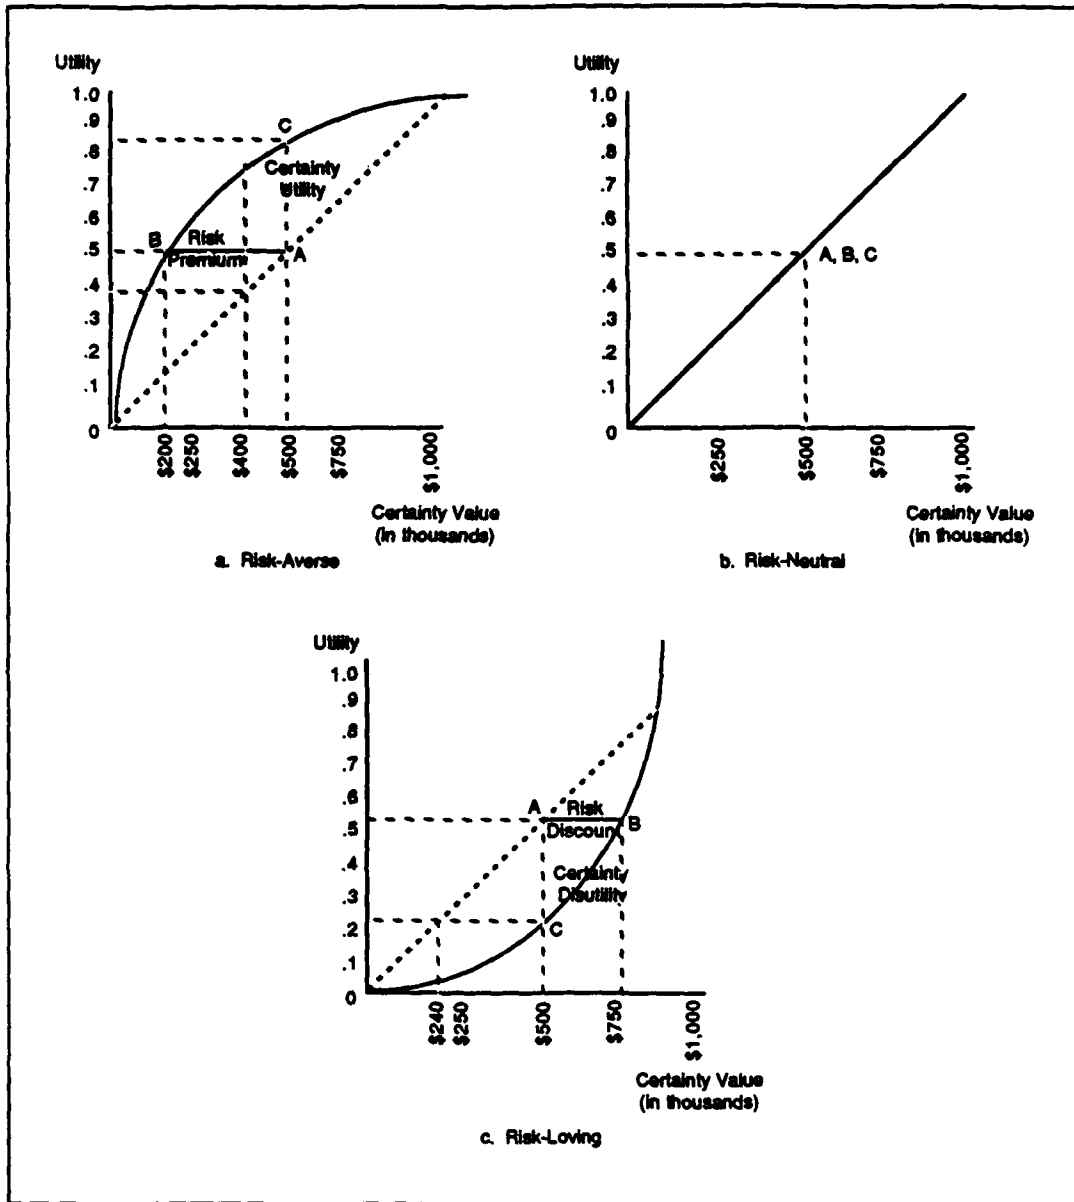 Utility
1.0
.9
.8
.7
.6
.5
.4
.3
.2
.1
0
C
Certainty
Utility
B
Risk
Premium
A
$200
$250
$400
$500
$750
$1,000
Certainty Value
(in thousands)
a. Risk-Averse
Utility
1.0
.9
.8
.7
.6
.5
.4
.3
.2
.1
0
A, B, C
$250
$500
$750
$1,000
Certainty Value
(in thousands)
b. Risk-Neutral
Utility
1.0
.9
.8
.7
.6
.5
.4
.3
.2
.1
0
A
Risk
Discount
B
Certainty
Disutility
C
$240
$250
$500
$750
$1,000
Certainty Value
(in thousands)
c. Risk-Loving